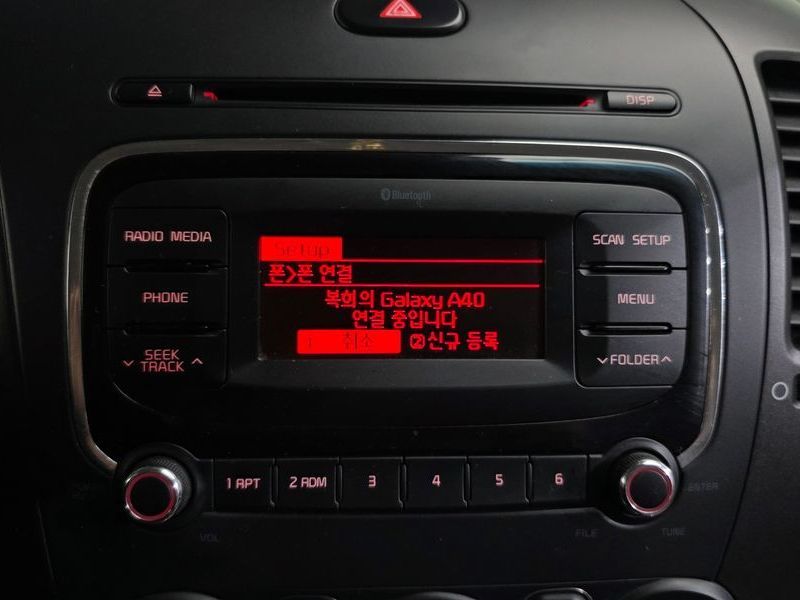 DISP
Bluetooth
RADIO MEDIA
SCAN SETUP
Setup
폰>폰 연결
PHONE
MENU
복희의 Galaxy A40
연결 중입니다
취소 ②신규 등록
SEEK
TRACK
FOLDER
1 RPT
2 RDM
3
4
5
6
ENTER
VOL
FILE
TUNE